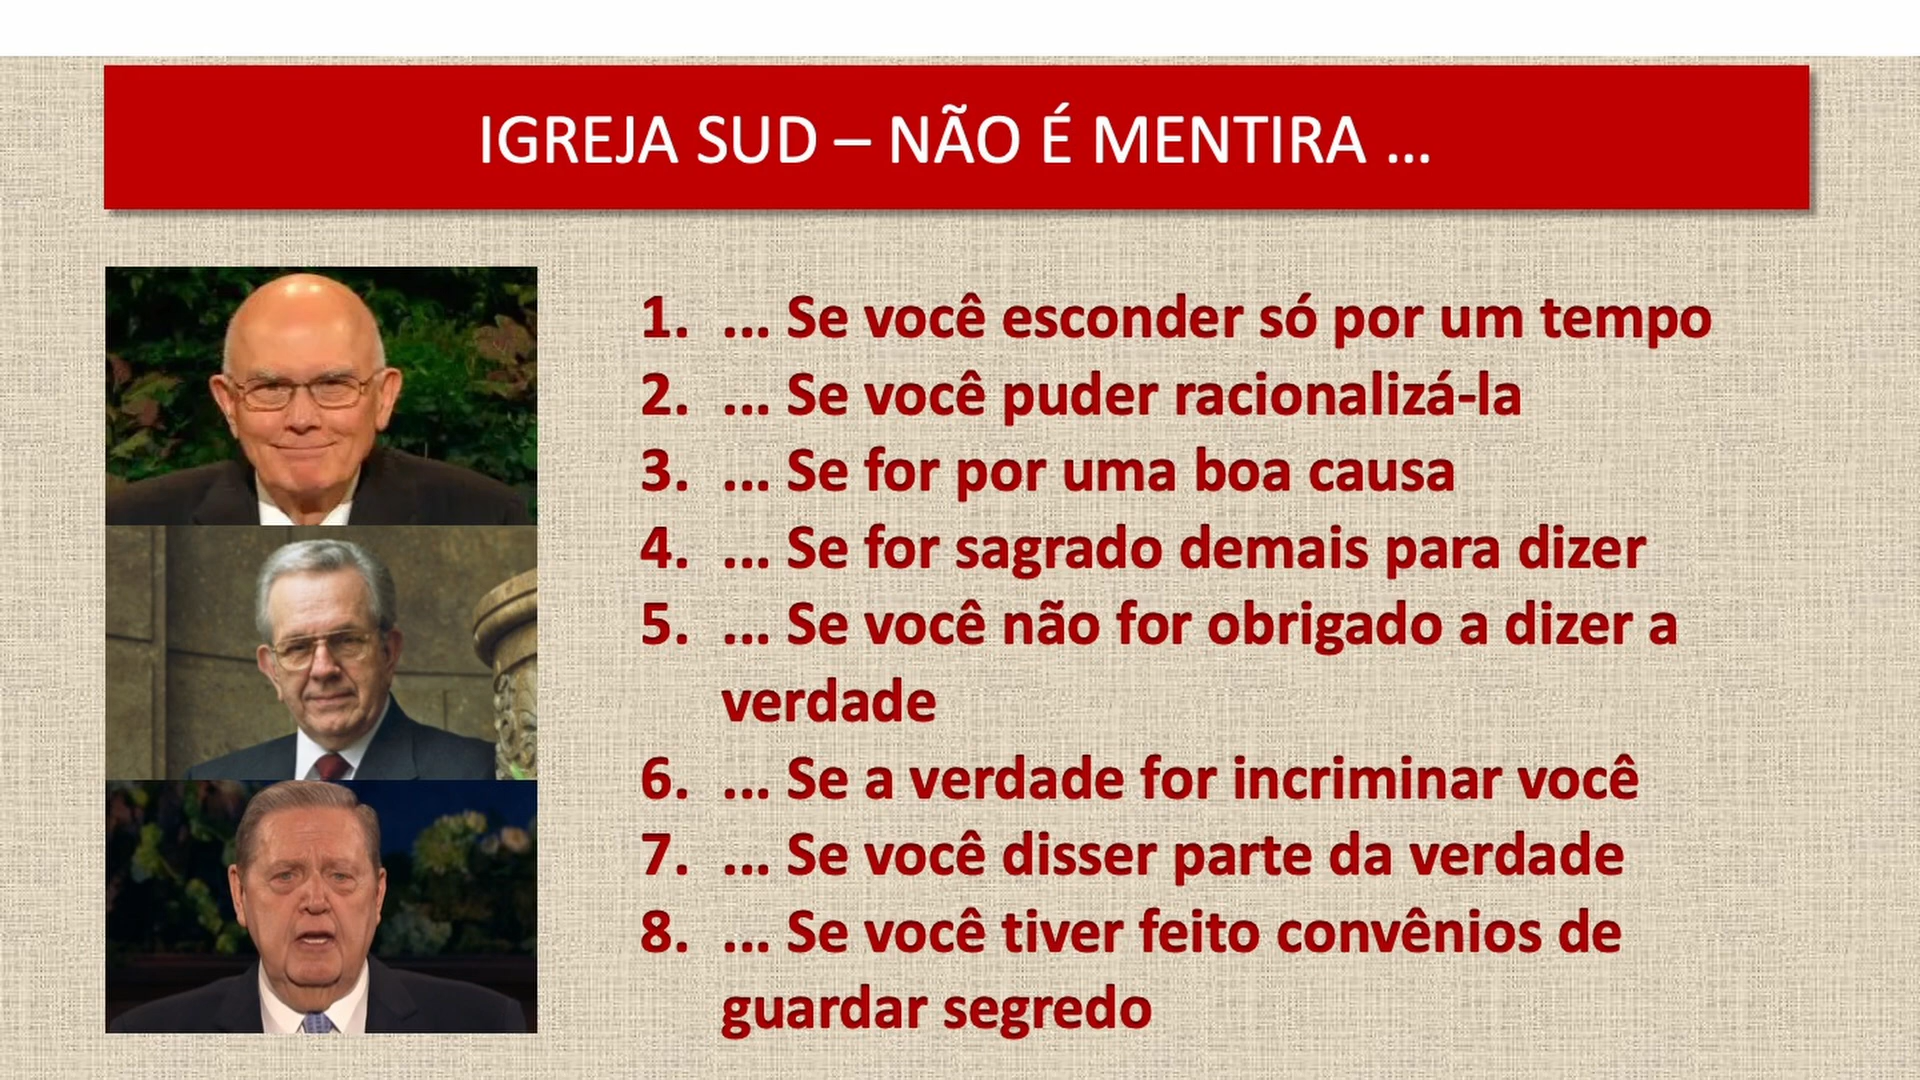 IGREJA SUD – NÃO É MENTIRA ...
1. ... Se você esconder só por um tempo
2. ... Se você puder racionalizá-la
3. ... Se for por uma boa causa
4. ... Se for sagrado demais para dizer
5. ... Se você não for obrigado a dizer a
verdade
6. ... Se a verdade for incriminar você
7. ... Se você disser parte da verdade
8. ... Se você tiver feito convênios de
guardar segredo